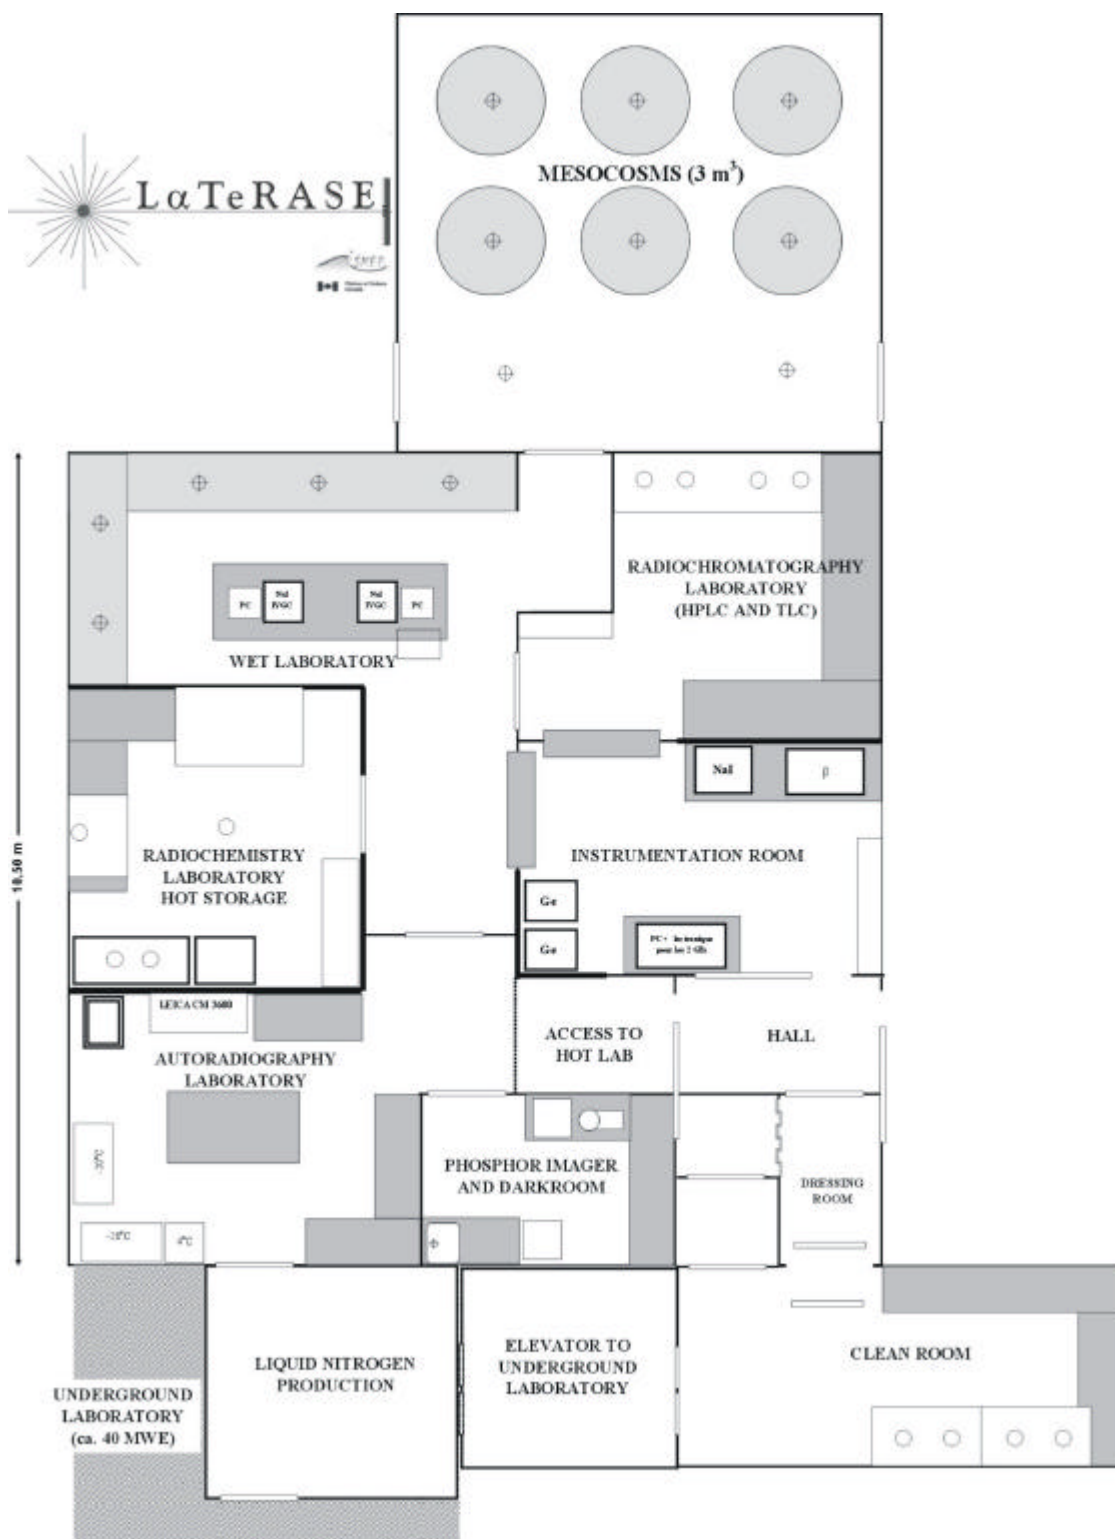 MESOCOSMS (3 m³)
LαTeRASE
WET LABORATORY
PC
NaI
PC
NaI
RADIOCHROMATOGRAPHY
LABORATORY
(HPLC AND TLC)
NaI
β
INSTRUMENTATION ROOM
Ge
Ge
10,50 m
RADIOCHEMISTRY
LABORATORY
HOT STORAGE
LEICA CM 3600
AUTORADIOGRAPHY
LABORATORY
ACCESS TO
HOT LAB
HALL
-20°C
4°C
PHOSPHOR IMAGER
AND DARKROOM
DRESSING
ROOM
LIQUID NITROGEN
PRODUCTION
ELEVATOR TO
UNDERGROUND
LABORATORY
CLEAN ROOM
UNDERGROUND
LABORATORY
(ca. 40 MWE)